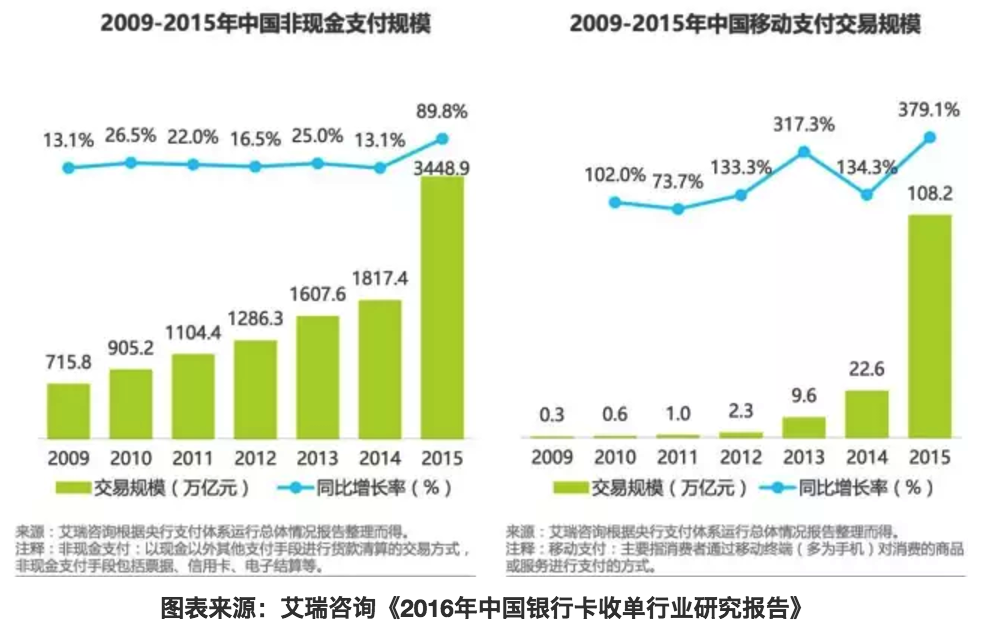 2009-2015年中国非现金支付规模
13.1% 26.5% 22.0% 16.5% 25.0% 13.1% 89.8%
715.8 905.2 1104.4 1286.3 1607.6 1817.4 3448.9
2009 2010 2011 2012 2013 2014 2015
交易规模（万亿元） 同比增长率（%）
来源：艾瑞咨询根据央行支付体系运行总体情况报告整理而得。
注释：非现金支付：以现金以外其他支付手段进行货款清算的交易方式，
非现金支付手段包括票据、信用卡、电子结算等。
2009-2015年中国移动支付交易规模
102.0% 73.7% 133.3% 317.3% 134.3% 379.1%
0.3 0.6 1.0 2.3 9.6 22.6 108.2
2009 2010 2011 2012 2013 2014 2015
交易规模（万亿元） 同比增长率（%）
来源：艾瑞咨询根据央行支付体系运行总体情况报告整理而得。
注释：移动支付：主要指消费者通过移动终端（多为手机）对消费的商品
或服务进行支付的方式。
图表来源：艾瑞咨询《2016年中国银行卡收单行业研究报告》